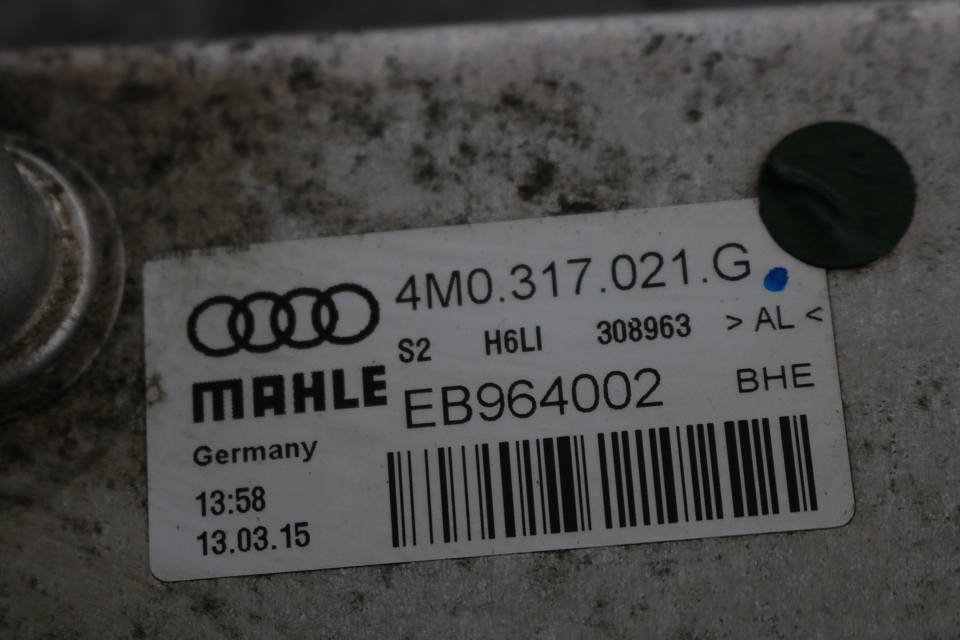 4M0.317.021.G
S2 H6LI 308963 > AL <
MAHLE EB964002 BHE
Germany
13:58
13.03.15